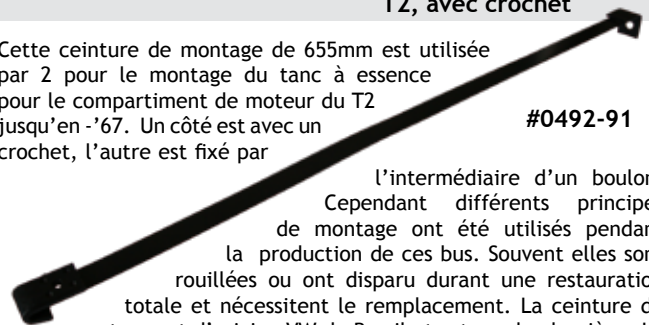 T2, avec crochet
Cette ceinture de montage de 655mm est utilisée
par 2 pour le montage du tanc à essence
pour le compartiment de moteur du T2
jusqu'en -'67. Un côté est avec un
crochet, l'autre est fixé par
#0492-91
l'intermédiaire d'un boulon
Cependant différents principe
de montage ont été utilisés pendan
la production de ces bus. Souvent elles son
rouillées ou ont disparu durant une restauratio
totale et nécessitent le remplacement. La ceinture d